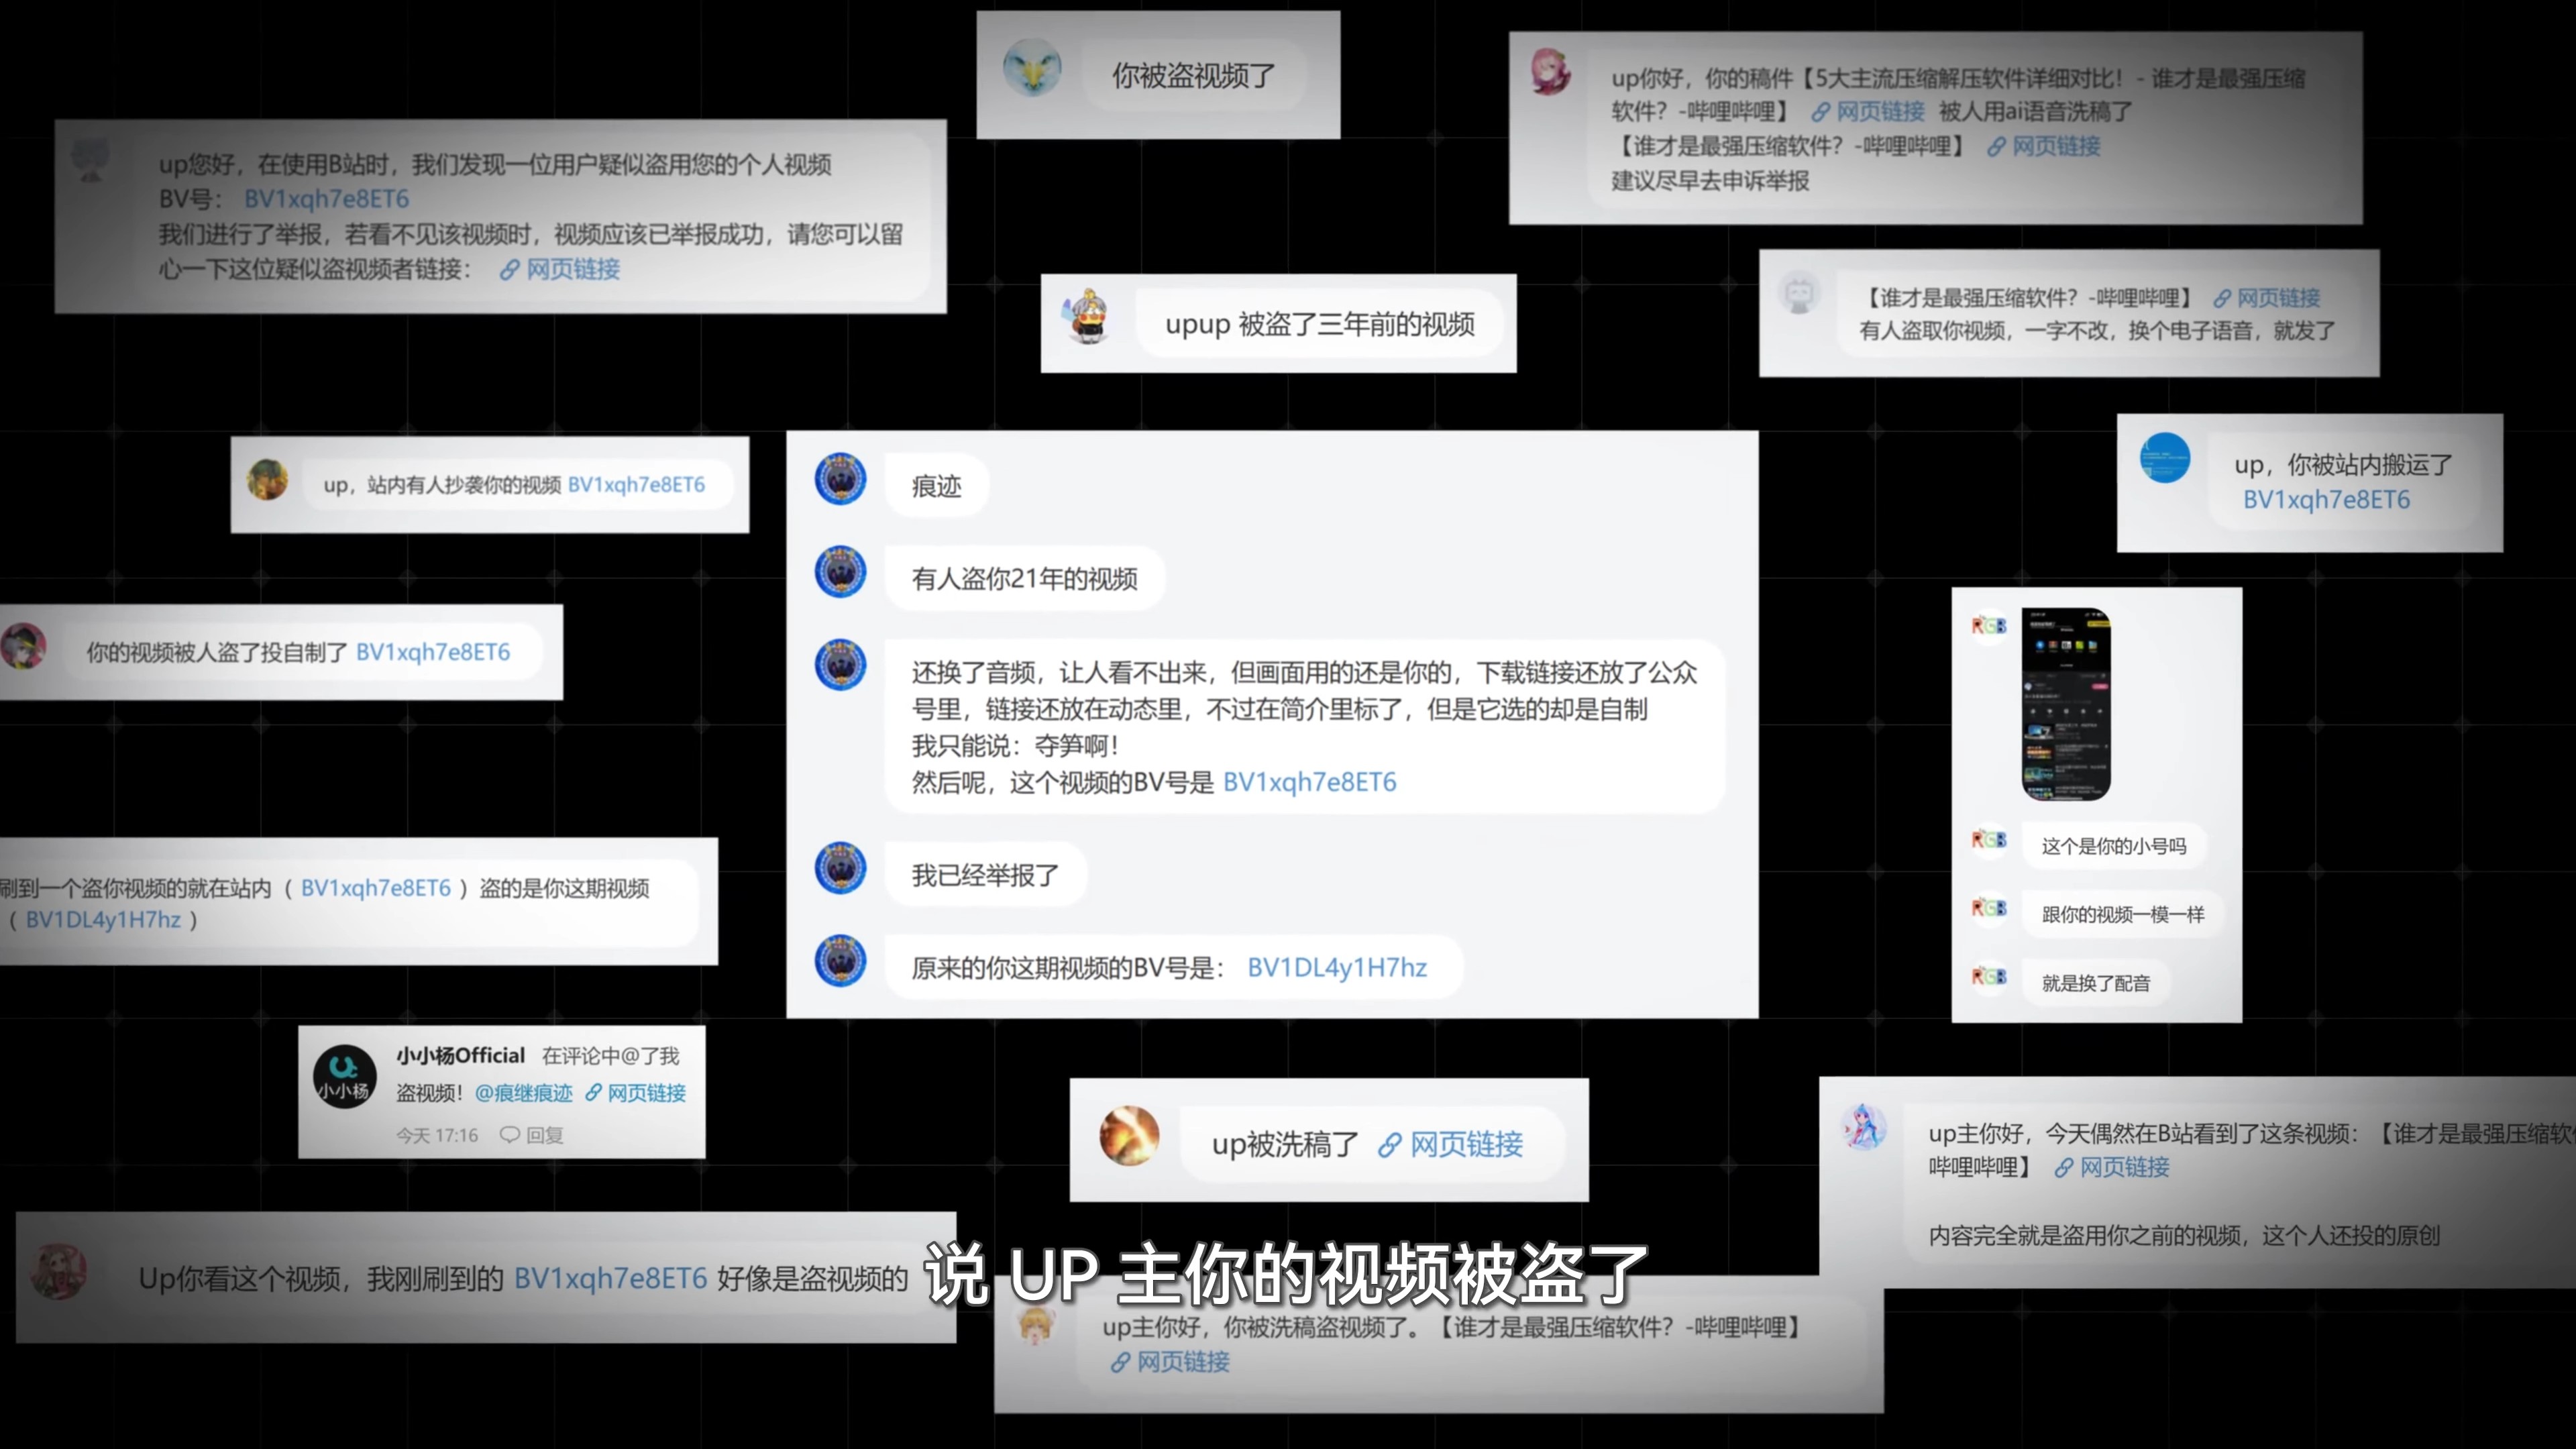 你被盗视频了
up你好，你的稿件【5大主流压缩解压软件详细对比！- 谁才是最强压缩
软件？-哔哩哔哩】 网页链接 被人用ai语音洗稿了
【谁才是最强压缩软件？-哔哩哔哩】 网页链接
建议尽早去申诉举报
up您好，在使用B站时，我们发现一位用户疑似盗用您的个人视频
BV号： BV1xqh7e8ET6
我们进行了举报，若看不见该视频时，视频应该已举报成功，请您可以留
心一下这位疑似盗视频者链接： 网页链接
upup 被盗了三年前的视频
【谁才是最强压缩软件？-哔哩哔哩】 网页链接
有人盗取你视频，一字不改，换个电子语音，就发了
up，站内有人抄袭你的视频 BV1xqh7e8ET6
痕迹
有人盗你21年的视频
还换了音频，让人看不出来，但画面用的还是你的，下载链接还放了公众
号里，链接还放在动态里，不过在简介里标了，但是它选的却是自制
我只能说：夺笋啊！
然后呢，这个视频的BV号是 BV1xqh7e8ET6
我已经举报了
原来的你这期视频的BV号是： BV1DL4y1H7hz
up，你被站内搬运了
BV1xqh7e8ET6
你的视频被人盗了投自制了 BV1xqh7e8ET6
RGB
RGB
这个是你的小号吗
RGB
跟你的视频一模一样
RGB
就是换了配音
刷到一个盗你视频的就在站内（ BV1xqh7e8ET6 ）盗的是你这期视频
（ BV1DL4y1H7hz ）
小小杨
小小杨Official 在评论中@了我
盗视频！@痕继痕迹 网页链接
今天 17:16 回复
up被洗稿了 网页链接
up主你好，今天偶然在B站看到了这条视频：【谁才是最强压缩软件
哔哩哔哩】 网页链接
内容完全就是盗用你之前的视频，这个人还投的原创
Up你看这个视频，我刚刷到的 BV1xqh7e8ET6 好像是盗视频的
说 UP 主你的视频被盗了
up主你好，你被洗稿盗视频了。【谁才是最强压缩软件？-哔哩哔哩】
网页链接